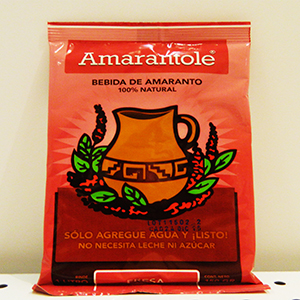 Amarantole®
BEBIDA DE AMARANTO
100% NATURAL
SÓLO AGREGUE AGUA Y ¡LISTO!
NO NECESITA LECHE NI AZÚCAR